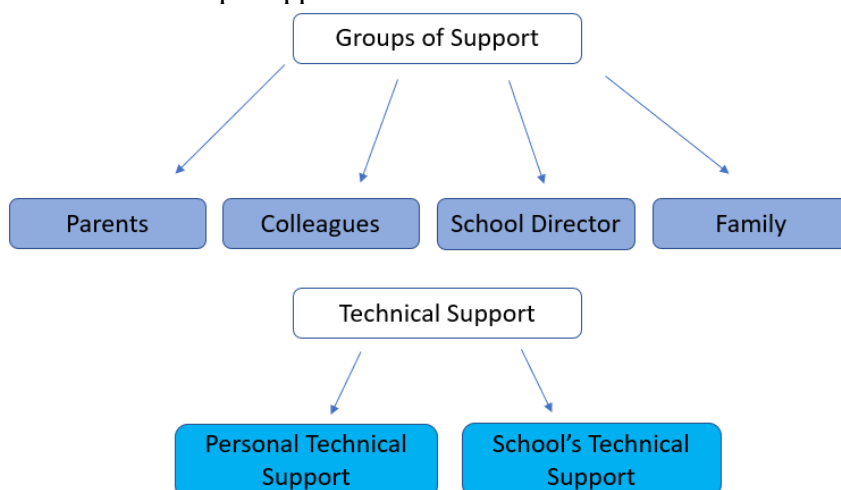 Groups of Support
Parents
Colleagues
School Director
Family
Technical Support
Personal Technical
Support
School's Technical
Support